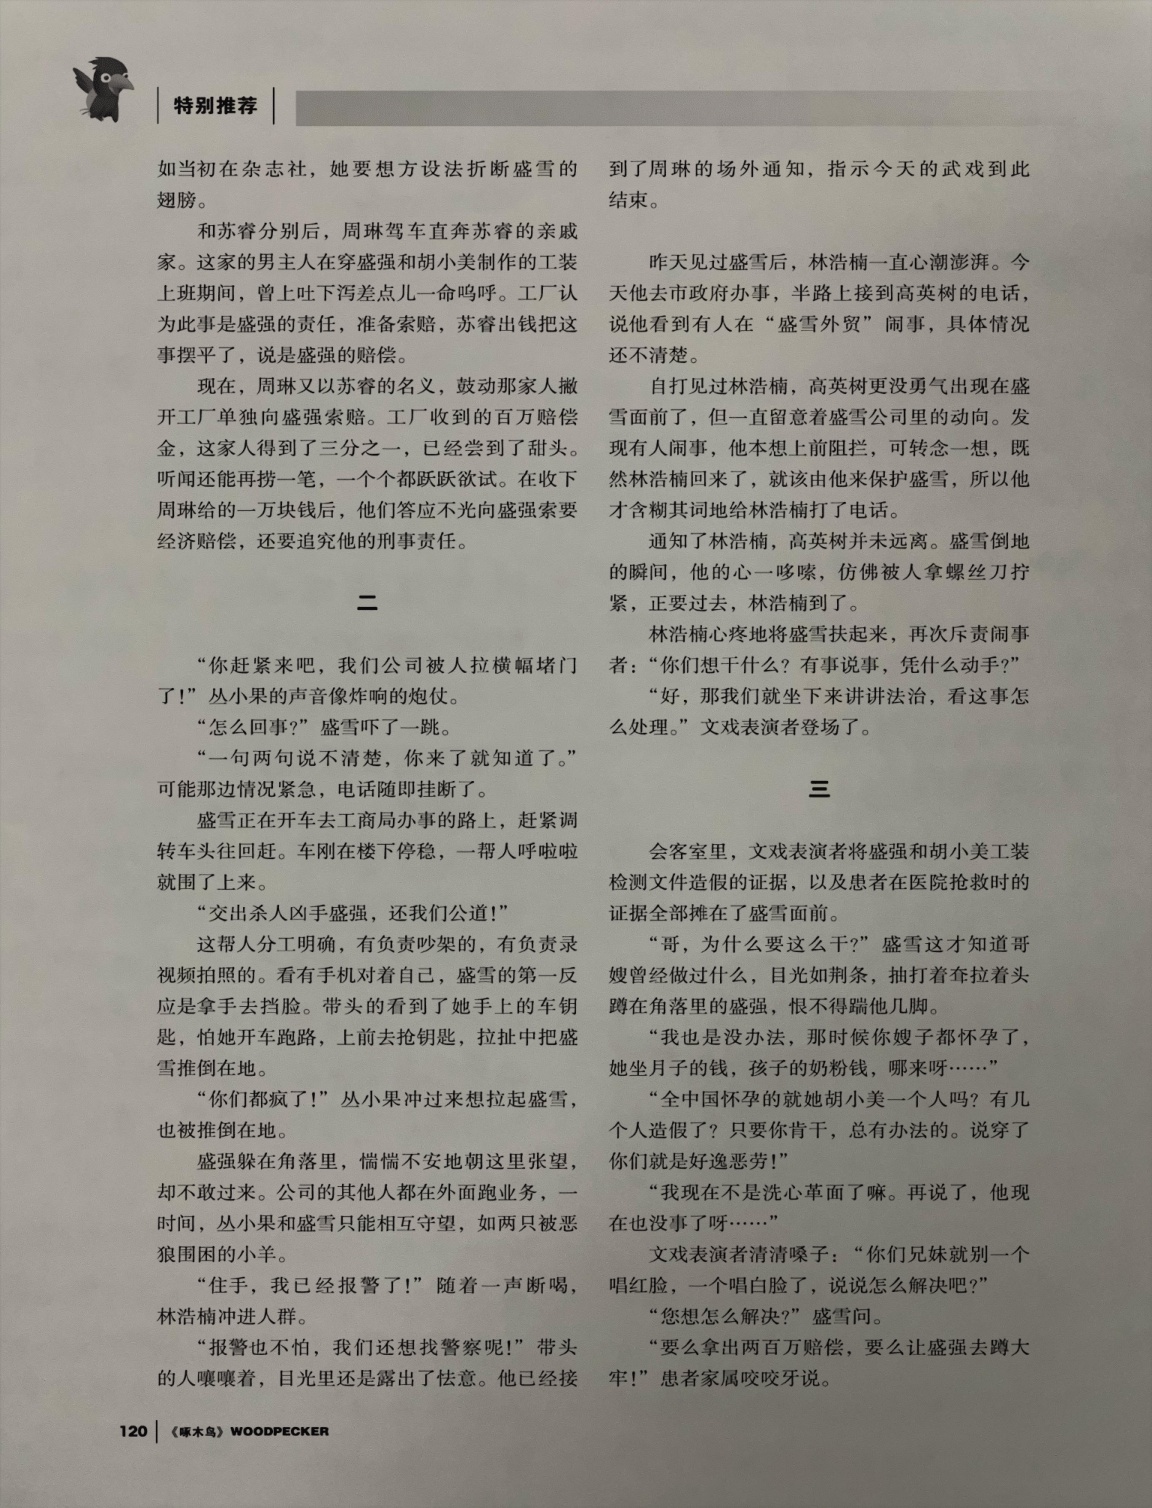 特别推荐
如当初在杂志社，她要想方设法折断盛雪的
翅膀。
和苏睿分别后，周琳驾车直奔苏睿的亲戚
家。这家的男主人在穿盛强和胡小美制作的工装
上班期间，曾上吐下泻差点儿一命呜呼。工厂认
为此事是盛强的责任，准备索赔，苏睿出钱把这
事摆平了，说是盛强的赔偿。
现在，周琳又以苏睿的名义，鼓动那家人撇
开工厂单独向盛强索赔。工厂收到的百万赔偿
金，这家人得到了三分之一，已经尝到了甜头。
听闻还能再捞一笔，一个个都跃跃欲试。在收下
周琳给的一万块钱后，他们答应不光向盛强索要
经济赔偿，还要追究他的刑事责任。
二
“你赶紧来吧，我们公司被人拉横幅堵门
了！”丛小果的声音像炸响的炮仗。
“怎么回事？”盛雪吓了一跳。
“一句两句说不清楚，你来了就知道了。”
可能那边情况紧急，电话随即挂断了。
盛雪正在开车去工商局办事的路上，赶紧调
转车头往回赶。车刚在楼下停稳，一帮人呼啦啦
就围了上来。
“交出杀人凶手盛强，还我们公道！”
这帮人分工明确，有负责吵架的，有负责录
视频拍照的。看有手机对着自己，盛雪的第一反
应是拿手去挡脸。带头的看到了她手上的车钥
匙，怕她开车跑路，上前去抢钥匙，拉扯中把盛
雪推倒在地。
“你们都疯了！”丛小果冲过来想拉起盛雪，
也被推倒在地。
盛强躲在角落里，惴惴不安地朝这里张望，
却不敢过来。公司的其他人都在外面跑业务，一
时间，丛小果和盛雪只能相互守望，如两只被恶
狼围困的小羊。
“住手，我已经报警了！”随着一声断喝，
林浩楠冲进人群。
“报警也不怕，我们还想找警察呢！”带头
的人嚷嚷着，目光里还是露出了怯意。他已经接
到了周琳的场外通知，指示今天的武戏到此
结束。
昨天见过盛雪后，林浩楠一直心潮澎湃。今
天他去市政府办事，半路上接到高英树的电话，
说他看到有人在“盛雪外贸”闹事，具体情况
还不清楚。
自打见过林浩楠，高英树更没勇气出现在盛
雪面前了，但一直留意着盛雪公司里的动向。发
现有人闹事，他本想上前阻拦，可转念一想，既
然林浩楠回来了，就该由他来保护盛雪，所以他
才含糊其词地给林浩楠打了电话。
通知了林浩楠，高英树并未远离。盛雪倒地
的瞬间，他的心一哆嗦，仿佛被人拿螺丝刀拧
紧，正要过去，林浩楠到了。
林浩楠心疼地将盛雪扶起来，再次斥责闹事
者：“你们想干什么？有事说事，凭什么动手？”
“好，那我们就坐下来讲讲法治，看这事怎
么处理。”文戏表演者登场了。
三
会客室里，文戏表演者将盛强和胡小美工装
检测文件造假的证据，以及患者在医院抢救时的
证据全部摊在了盛雪面前。
“哥，为什么要这么干？”盛雪这才知道哥
嫂曾经做过什么，目光如荆条，抽打着耷拉着头
蹲在角落里的盛强，恨不得踹他几脚。
“我也是没办法，那时候你嫂子都怀孕了，
她坐月子的钱，孩子的奶粉钱，哪来呀……”
“全中国怀孕的就她胡小美一个人吗？有几
个人造假了？只要你肯干，总有办法的。说穿了
你们就是好逸恶劳！”
“我现在不是洗心革面了嘛。再说了，他现
在也没事了呀……”
文戏表演者清清嗓子：“你们兄妹就别一个
唱红脸，一个唱白脸了，说说怎么解决吧？”
“您想怎么解决？”盛雪问。
“要么拿出两百万赔偿，要么让盛强去蹲大
牢！”患者家属咬咬牙说。
120 《啄木鸟》WOODPECKER